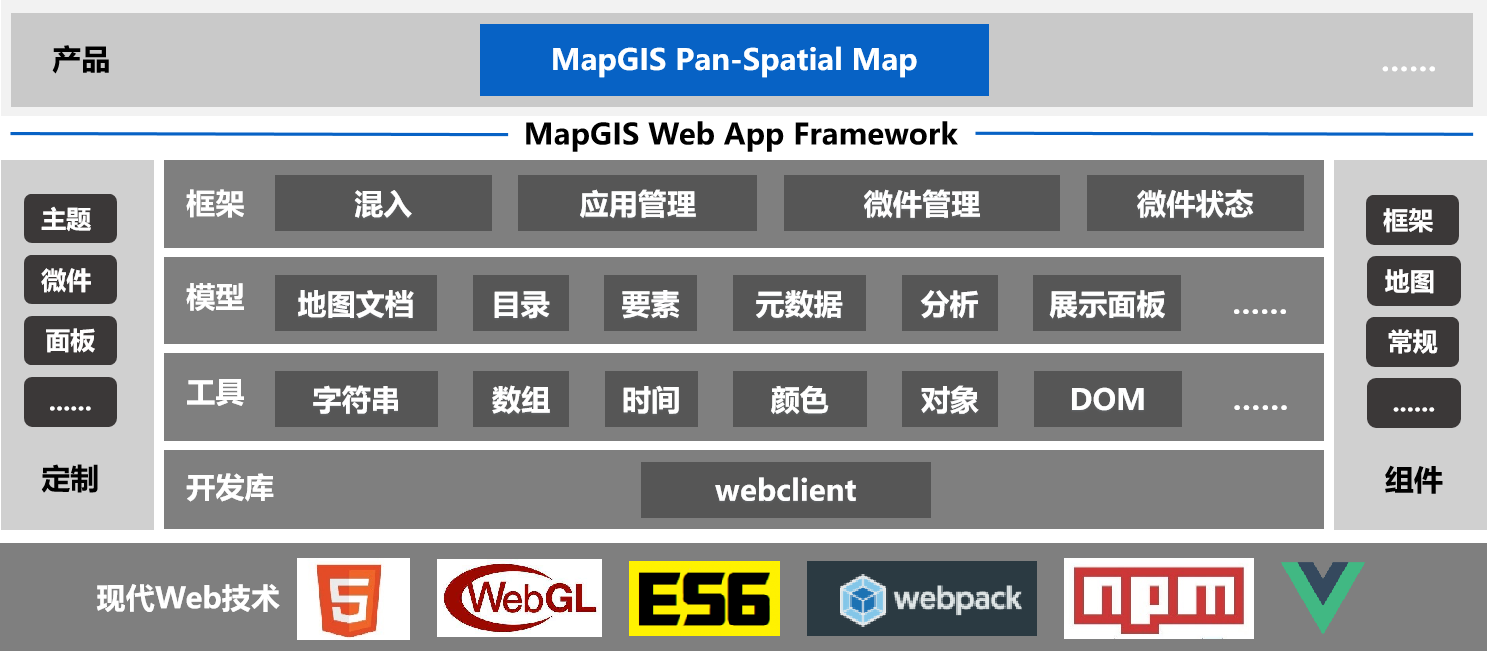 产品 MapGIS Pan-Spatial Map ......
MapGIS Web App Framework
主题
微件
面板
......
定制
框架 混入 应用管理 微件管理 微件状态
模型 地图文档 目录 要素 元数据 分析 展示面板 ......
工具 字符串 数组 时间 颜色 对象 DOM ......
开发库 webclient
框架
地图
常规
......
组件
现代Web技术 5 WebGL ES6 webpack npm